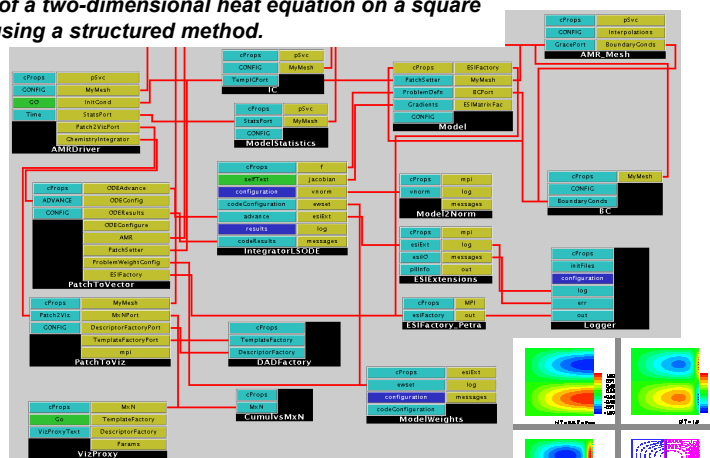 of a two-dimensional heat equation on a square
using a structured method.
cProps pSvc
CONFIG Interpolations
GracePort BoundaryConds
AMR_Mesh
cProps pSvc
CONFIG MyMesh
TempICPort
IC
cProps ESIFactory
PatchSetter MyMesh
ProblemDefn BCPort
Gradients ESIMatrixFac
CONFIG
Model
cProps pSvc
CONFIG MyMesh
GO InitCond
Time StatsPort
Patch2VizPort
ChemistryIntegrator
AMRDriver
cProps pSvc
StatsPort MyMesh
CONFIG
ModelStatistics
cProps f
selfTest jacobian
configuration vnorm
codeConfiguration ewset
advance esiExt
results log
codeResults messages
IntegratorLSODE
cProps mpi
vnorm log
messages
Model2Norm
cProps MyMesh
CONFIG
BoundaryConds
BC
cProps ODEAdvance
ADVANCE ODEConfig
CONFIG ODEResults
ODEConfigure
AMR
PatchSetter
ProblemWeightConfig
ESIFactory
PatchToVector
cProps mpi
esiExt log
esiIO messages
pillInfo out
ESIExtensions
cProps
initFiles
configuration
log
err
out
Logger
cProps MPI
esiFactory out
ESIFactory_Petra
cProps MyMesh
Patch2Viz MxNPort
CONFIG DescriptorFactoryPort
TemplateFactoryPort
mpi
PatchToViz
cProps
TemplateFactory
DescriptorFactory
DADFactory
cProps esiExt
ewset log
configuration messages
codeConfiguration
ModelWeights
cProps
MxN
CumulvsMxN
cProps MxN
Go TemplateFactory
VizProxyText DescriptorFactory
Params
VizProxy